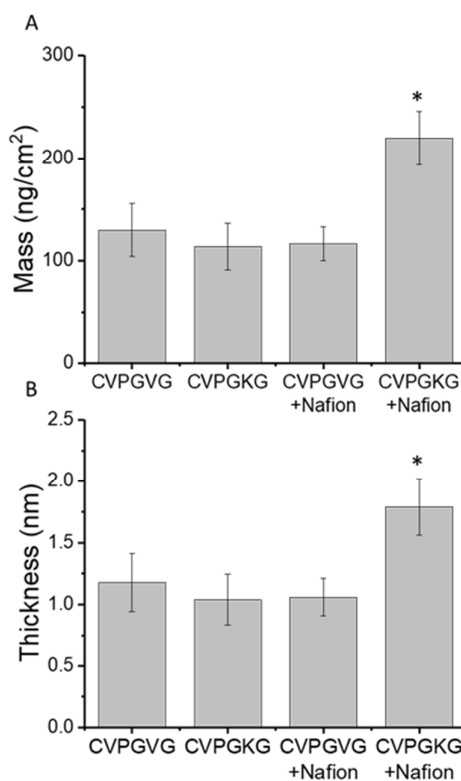 A
Mass (ng/cm²)
300
200
100
0
*
CVPGVG CVPGKG CVPGVG CVPGKG
+Nafion +Nafion
B
Thickness (nm)
2.5
2.0
1.5
1.0
0.5
0.0
*
CVPGVG CVPGKG CVPGVG CVPGKG
+Nafion +Nafion